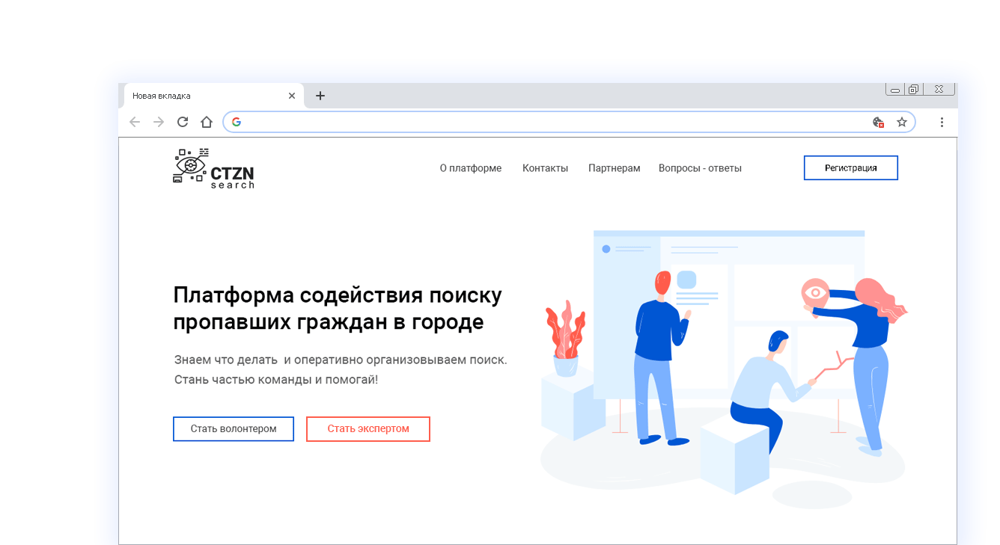 Новая вкладка
CTZN
search
О платформе Контакты Партнерам Вопросы - ответы Регистрация
Платформа содействия поиску
пропавших граждан в городе
Знаем что делать и оперативно организовываем поиск.
Стань частью команды и помогай!
Стать волонтером Стать экспертом